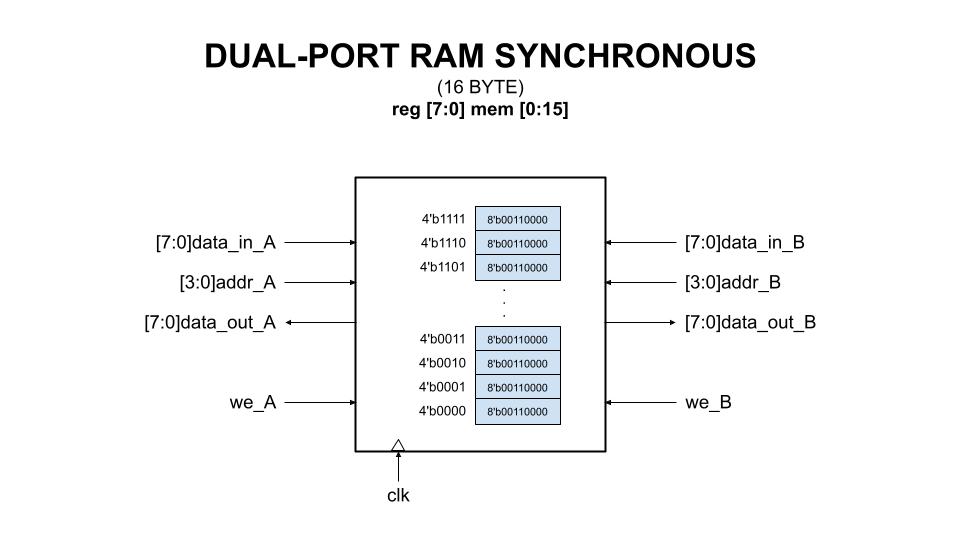 DUAL-PORT RAM SYNCHRONOUS
(16 BYTE)
reg [7:0] mem [0:15]
4'b1111 8'b00110000
[7:0]data_in_A 4'b1110 8'b00110000 [7:0]data_in_B
4'b1101 8'b00110000
[3:0]addr_A [3:0]addr_B
.
.
.
[7:0]data_out_A [7:0]data_out_B
4'b0011 8'b00110000
4'b0010 8'b00110000
4'b0001 8'b00110000
we_A 4'b0000 8'b00110000 we_B
clk